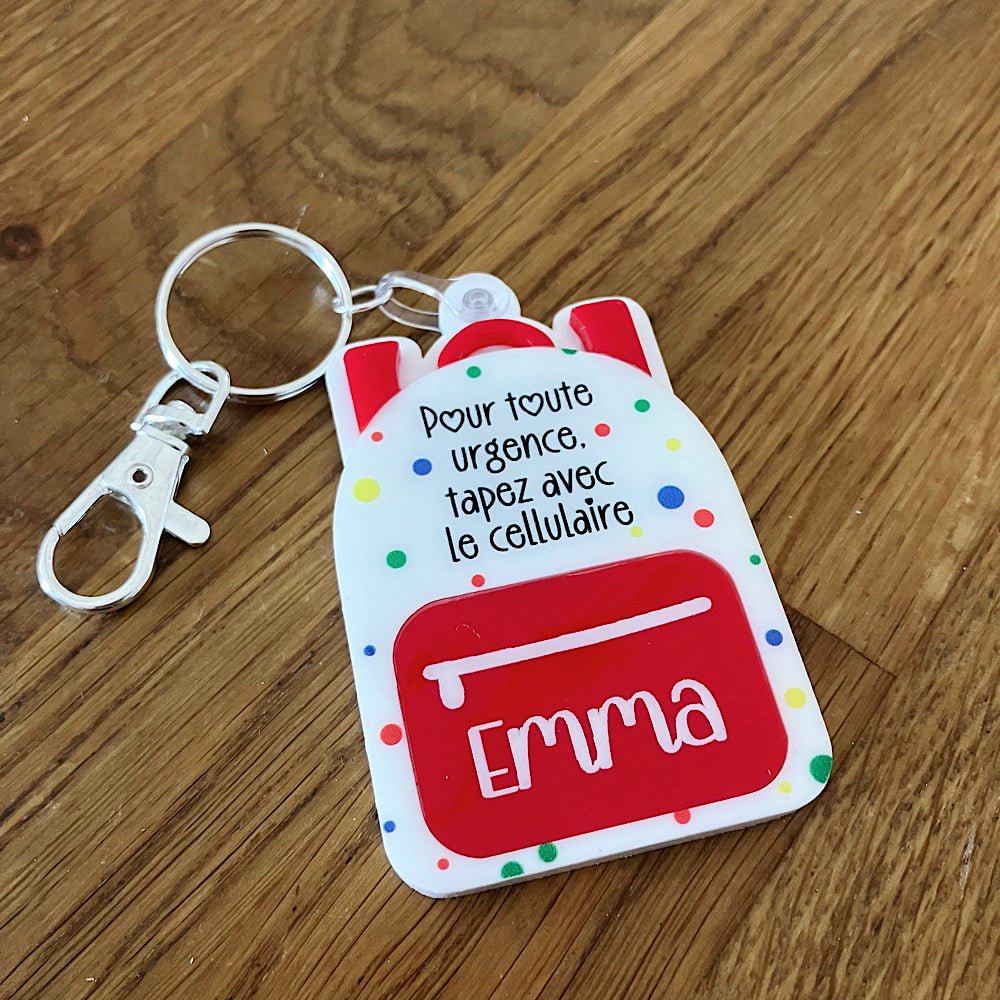 Pour toute
urgence,
tapez avec
le cellulaire
Emma